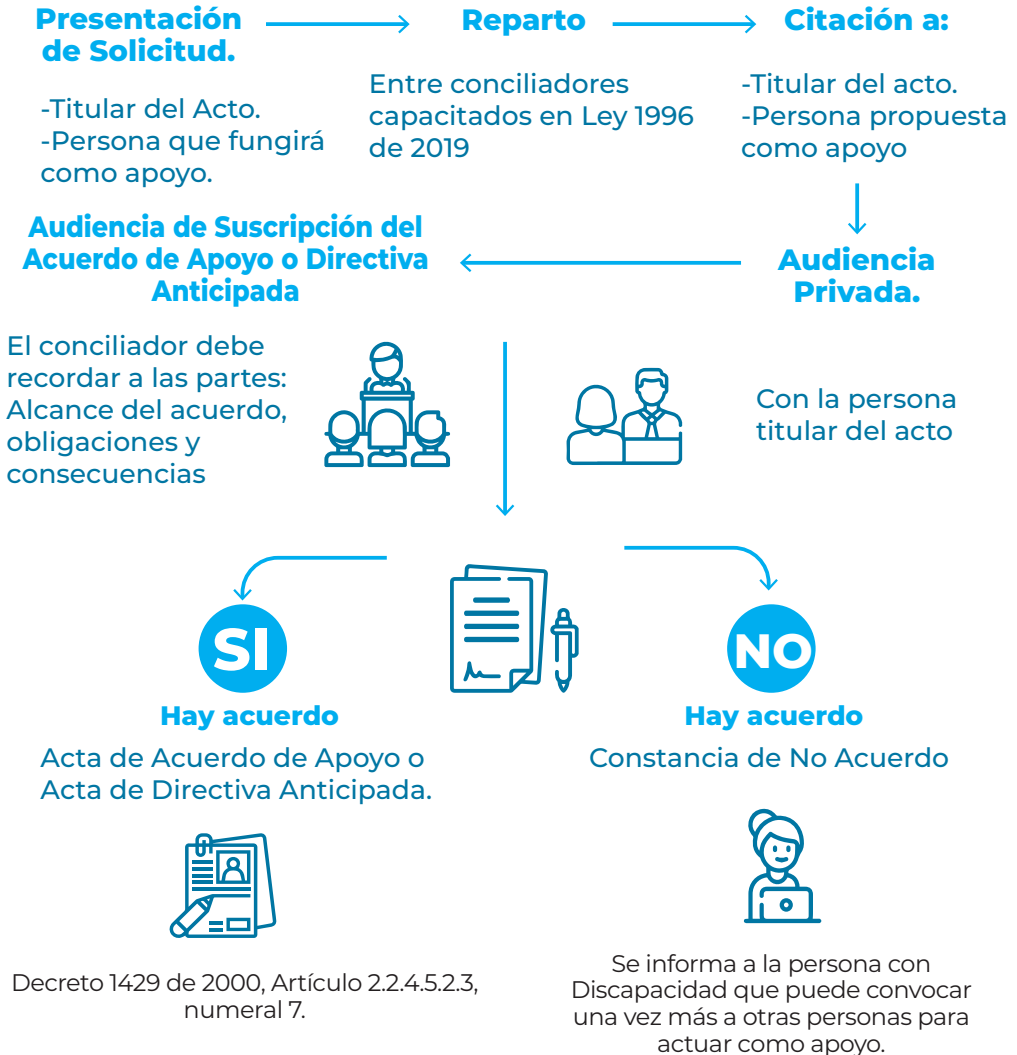 Presentación
de Solicitud.
-Titular del Acto.
-Persona que fungirá
como apoyo.
Reparto
Entre conciliadores
capacitados en Ley 1996
de 2019
Citación a:
-Titular del acto.
-Persona propuesta
como apoyo
Audiencia
Privada.
Con la persona
titular del acto
Audiencia de Suscripción del
Acuerdo de Apoyo o Directiva
Anticipada
El conciliador debe
recordar a las partes:
Alcance del acuerdo,
obligaciones y
consecuencias
SI
Hay acuerdo
Acta de Acuerdo de Apoyo o
Acta de Directiva Anticipada.
Decreto 1429 de 2000, Artículo 2.2.4.5.2.3,
numeral 7.
NO
Hay acuerdo
Constancia de No Acuerdo
Se informa a la persona con
Discapacidad que puede convocar
una vez más a otras personas para
actuar como apoyo.